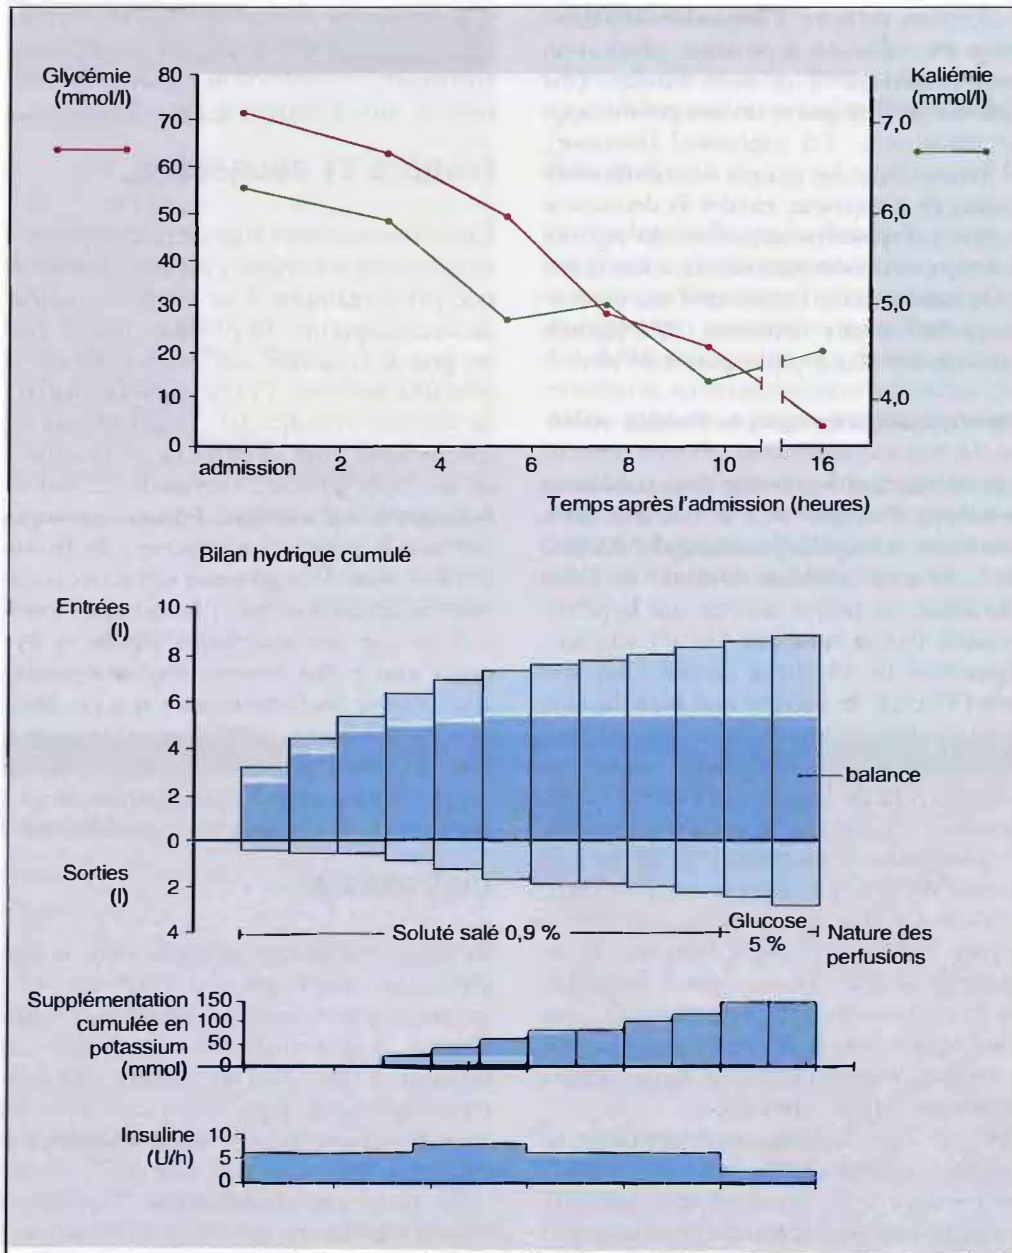 Glycémie
(mmol/l)
80
70
60
50
40
30
20
10
0
Kaliémie
(mmol/l)
7,0
6,0
5,0
4,0
admission
2
4
6
8
10
16
Temps après l'admission (heures)
Bilan hydrique cumulé
Entrées
(l)
10
8
6
4
2
0
Sorties
(l)
2
4
balance
Soluté salé 0,9 %
Glucose
5 %
Nature des
perfusions
Supplémentation
cumulée en
potassium
(mmol)
150
100
50
0
Insuline
(U/h)
10
5
0